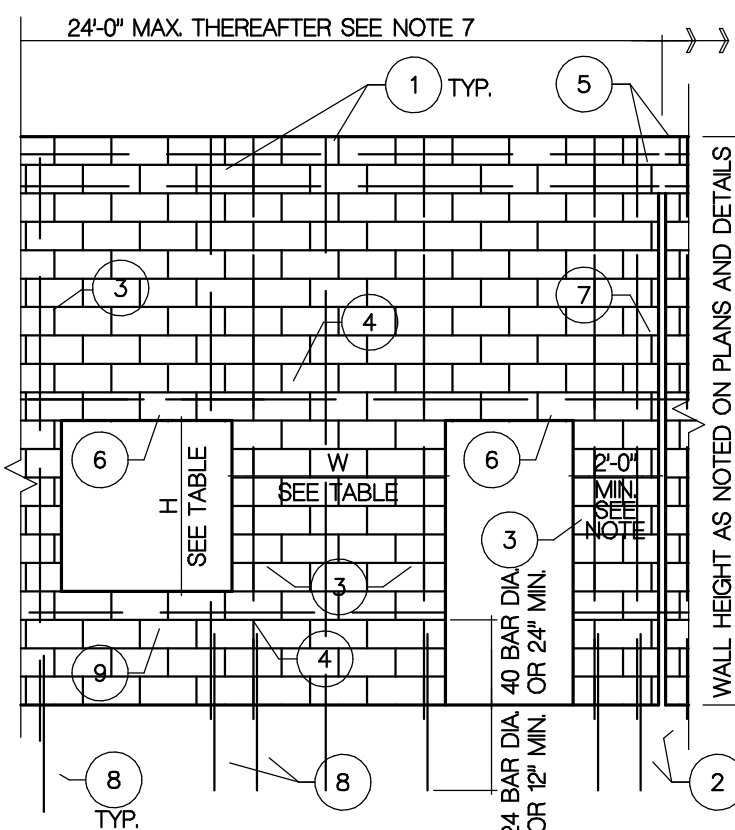 24'-0" MAX. THEREAFTER SEE NOTE 7
1 TYP.
5
3
4
7
WALL HEIGHT AS NOTED ON PLANS AND DETAILS
6
H
SEE TABLE
W
SEE TABLE
6
2'-0"
MIN.
SEE
NOTE
3
3
9
4
40 BAR DIA.
OR 24" MIN.
24 BAR DIA.
OR 12" MIN.
8
TYP.
8
2